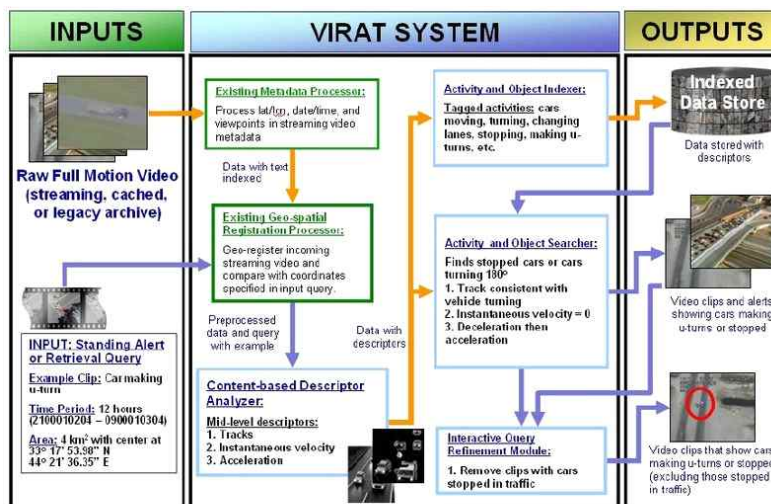 INPUTS
VIRAT SYSTEM
OUTPUTS
Raw Full Motion Video
(streaming, cached,
or legacy archive)
INPUT: Standing Alert
or Retrieval Query
Example Clip: Car making
u-turn
Time Period: 12 hours
(2100010204 – 0900010304)
Area: 4 km² with center at
33º 17' 53.98" N
44º 21' 36.35" E
Existing Metadata Processor:
Process lat/lon, date/time, and
viewpoints in streaming video
metadata
Data with text
indexed
Existing Geo-spatial
Registration Processor:
Geo-register incoming
streaming video and
compare with coordinates
specified in input query.
Preprocessed
data and query
with example
Content-based Descriptor
Analyzer:
Mid-level descriptors:
1. Tracks
2. Instantaneous velocity
3. Acceleration
Data with
descriptors
Activity and Object Indexer:
Tagged activities: cars
moving, turning, changing
lanes, stopping, making u-
turns, etc.
Activity and Object Searcher:
Finds stopped cars or cars
turning 180º
1. Track consistent with
vehicle turning
2. Instantaneous velocity = 0
3. Deceleration then
acceleration
Interactive Query
Refinement Module:
1. Remove clips with cars
stopped in traffic
Indexed
Data Store
Data stored with
descriptors
Video clips and alerts
showing cars making
u-turns or stopped
Video clips that show cars
making u-turns or stopped
(excluding those stopped
in traffic)